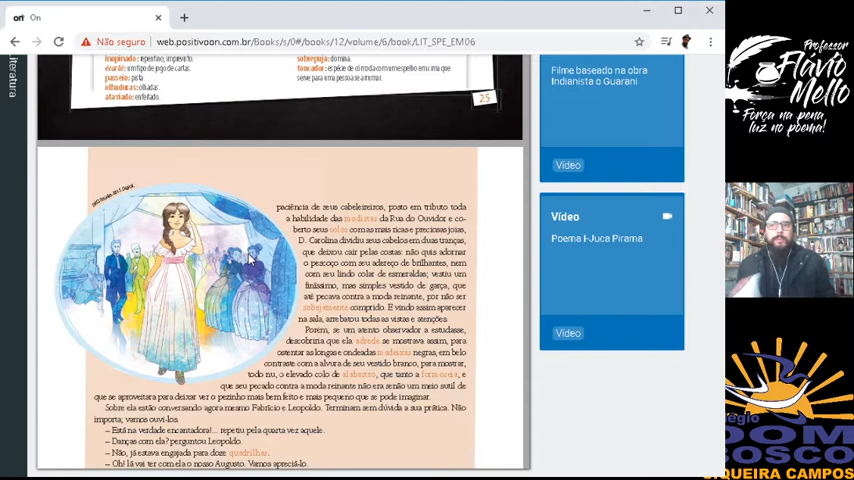 On
Não seguro
web.positivoon.com.br/Books/s/0#/books/12/volume/6/book/LIT_SPE_EM06
Literatura
inopinado: repentino; imprevisto.
écarté: um tipo de jogo de cartas.
passeio: pista.
olhaduras: olhadas.
ataviado: enfeitado.
sobrepuja: domina.
toucador: espécie de cômoda com um espelho em cima que
serve para uma pessoa se arrumar.
25
paciência de seus cabeleireiros, posto em tributo toda
a habilidade das modistas da Rua do Ouvidor e co-
berto seus colos com as mais ricas e preciosas joias,
D. Carolina dividiu seus cabelos em duas tranças,
que deixou cair pelas costas: não quis adornar
o pescoço com seu adereço de brilhantes, nem
com seu lindo colar de esmeraldas; vestiu um
finíssimo, mas simples vestido de garça, que
até pecava contra a moda reinante, por não ser
sobejamente comprido. E vindo assim aparecer
na sala, arrebatou todas as vistas e atenções.
Porém, se um atento observador a estudasse,
descobriria que ela adrede se mostrava assim, para
ostentar as longas e ondeadas madeixas negras, em belo
contraste com a alvura de seu vestido branco, para mostrar,
todo nu, o elevado colo de alabastro, que tanto a formoseia, e
que seu pecado contra a moda reinante não era senão um meio sutil de
que se aproveitara para deixar ver o pezinho mais bem feito e mais pequeno que se pode imaginar.
Sobre ela estão conversando agora mesmo Fabrício e Leopoldo. Terminam sem dúvida a sua prática. Não
importa; vamos ouvi-los.
– Está na verdade encantadora!... repetiu pela quarta vez aquele.
– Danças com ela? perguntou Leopoldo.
– Não, já estava engajada para doze quadrilhas.
– Oh! lá vai ter com ela o nosso Augusto. Vamos apreciá-lo.
Filme baseado na obra
Indianista o Guarani
Vídeo
Vídeo
Poema I-Juca Pirama
Vídeo
Professor
Flávio
Mello
Força na pena
luz no poema!
légio
DOM
BOSCO
SIQUEIRA CAMPOS